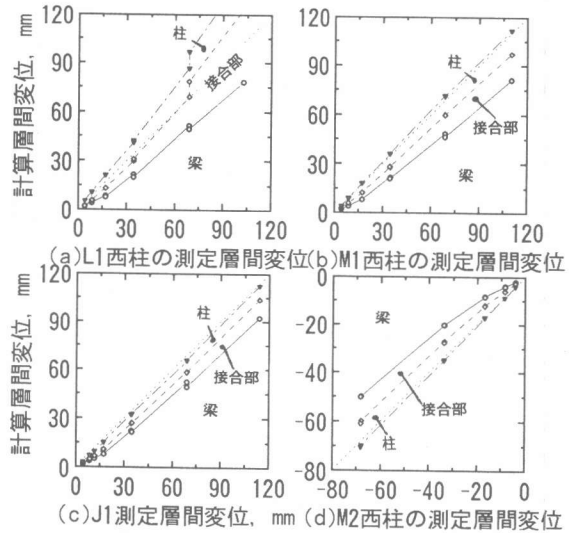 計算層間変位, mm
120
90
60
30
0
柱
接合部
梁
0 30 60 90 120
(a)L1西柱の測定層間変位
120
90
60
30
0
柱
接合部
梁
0 30 60 90 120
(b)M1西柱の測定層間変位
計算層間変位, mm
120
90
60
30
0
柱
接合部
梁
0 30 60 90 120
(c)J1測定層間変位, mm
-0
-20
-40
-60
-80
梁
接合部
柱
-80 -60 -40 -20 0
(d)M2西柱の測定層間変位